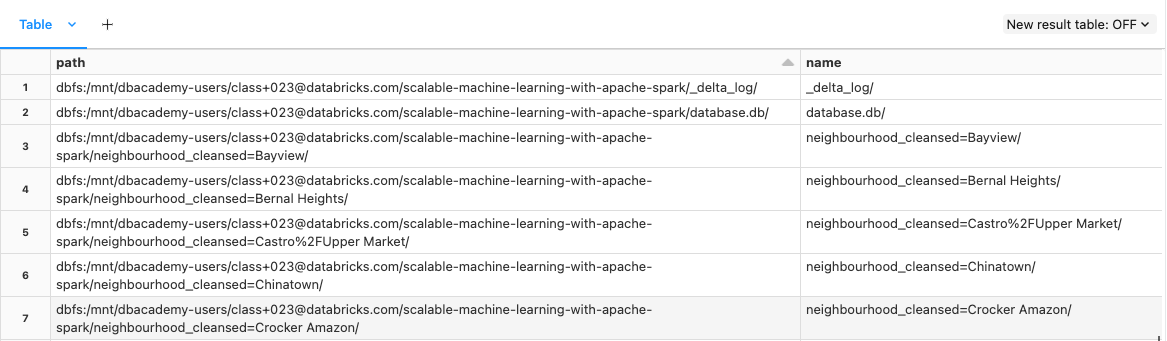 Table
New result table: OFF
path name
1 dbfs:/mnt/dbacademy-users/class+023@databricks.com/scalable-machine-learning-with-apache-spark/_delta_log/ _delta_log/
2 dbfs:/mnt/dbacademy-users/class+023@databricks.com/scalable-machine-learning-with-apache-spark/database.db/ database.db/
3 dbfs:/mnt/dbacademy-users/class+023@databricks.com/scalable-machine-learning-with-apache- neighbourhood_cleansed=Bayview/
spark/neighbourhood_cleansed=Bayview/
4 dbfs:/mnt/dbacademy-users/class+023@databricks.com/scalable-machine-learning-with-apache- neighbourhood_cleansed=Bernal Heights/
spark/neighbourhood_cleansed=Bernal Heights/
5 dbfs:/mnt/dbacademy-users/class+023@databricks.com/scalable-machine-learning-with-apache- neighbourhood_cleansed=Castro%2FUpper Market/
spark/neighbourhood_cleansed=Castro%2FUpper Market/
6 dbfs:/mnt/dbacademy-users/class+023@databricks.com/scalable-machine-learning-with-apache- neighbourhood_cleansed=Chinatown/
spark/neighbourhood_cleansed=Chinatown/
7 dbfs:/mnt/dbacademy-users/class+023@databricks.com/scalable-machine-learning-with-apache- neighbourhood_cleansed=Crocker Amazon/
spark/neighbourhood_cleansed=Crocker Amazon/